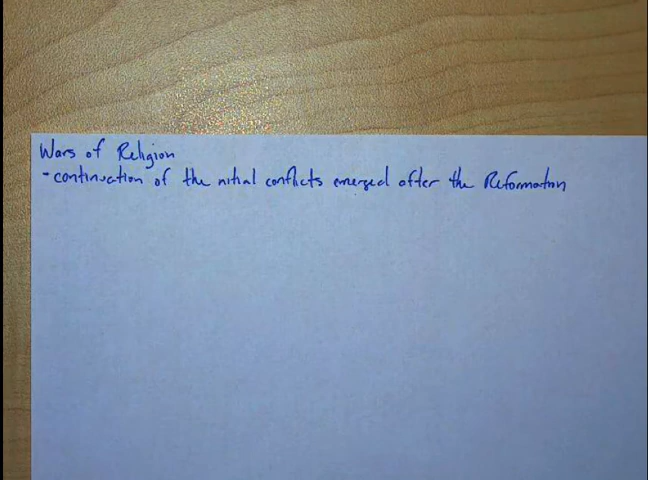 Wars of Religion
- continuation of the initial conflicts emerged after the Reformation